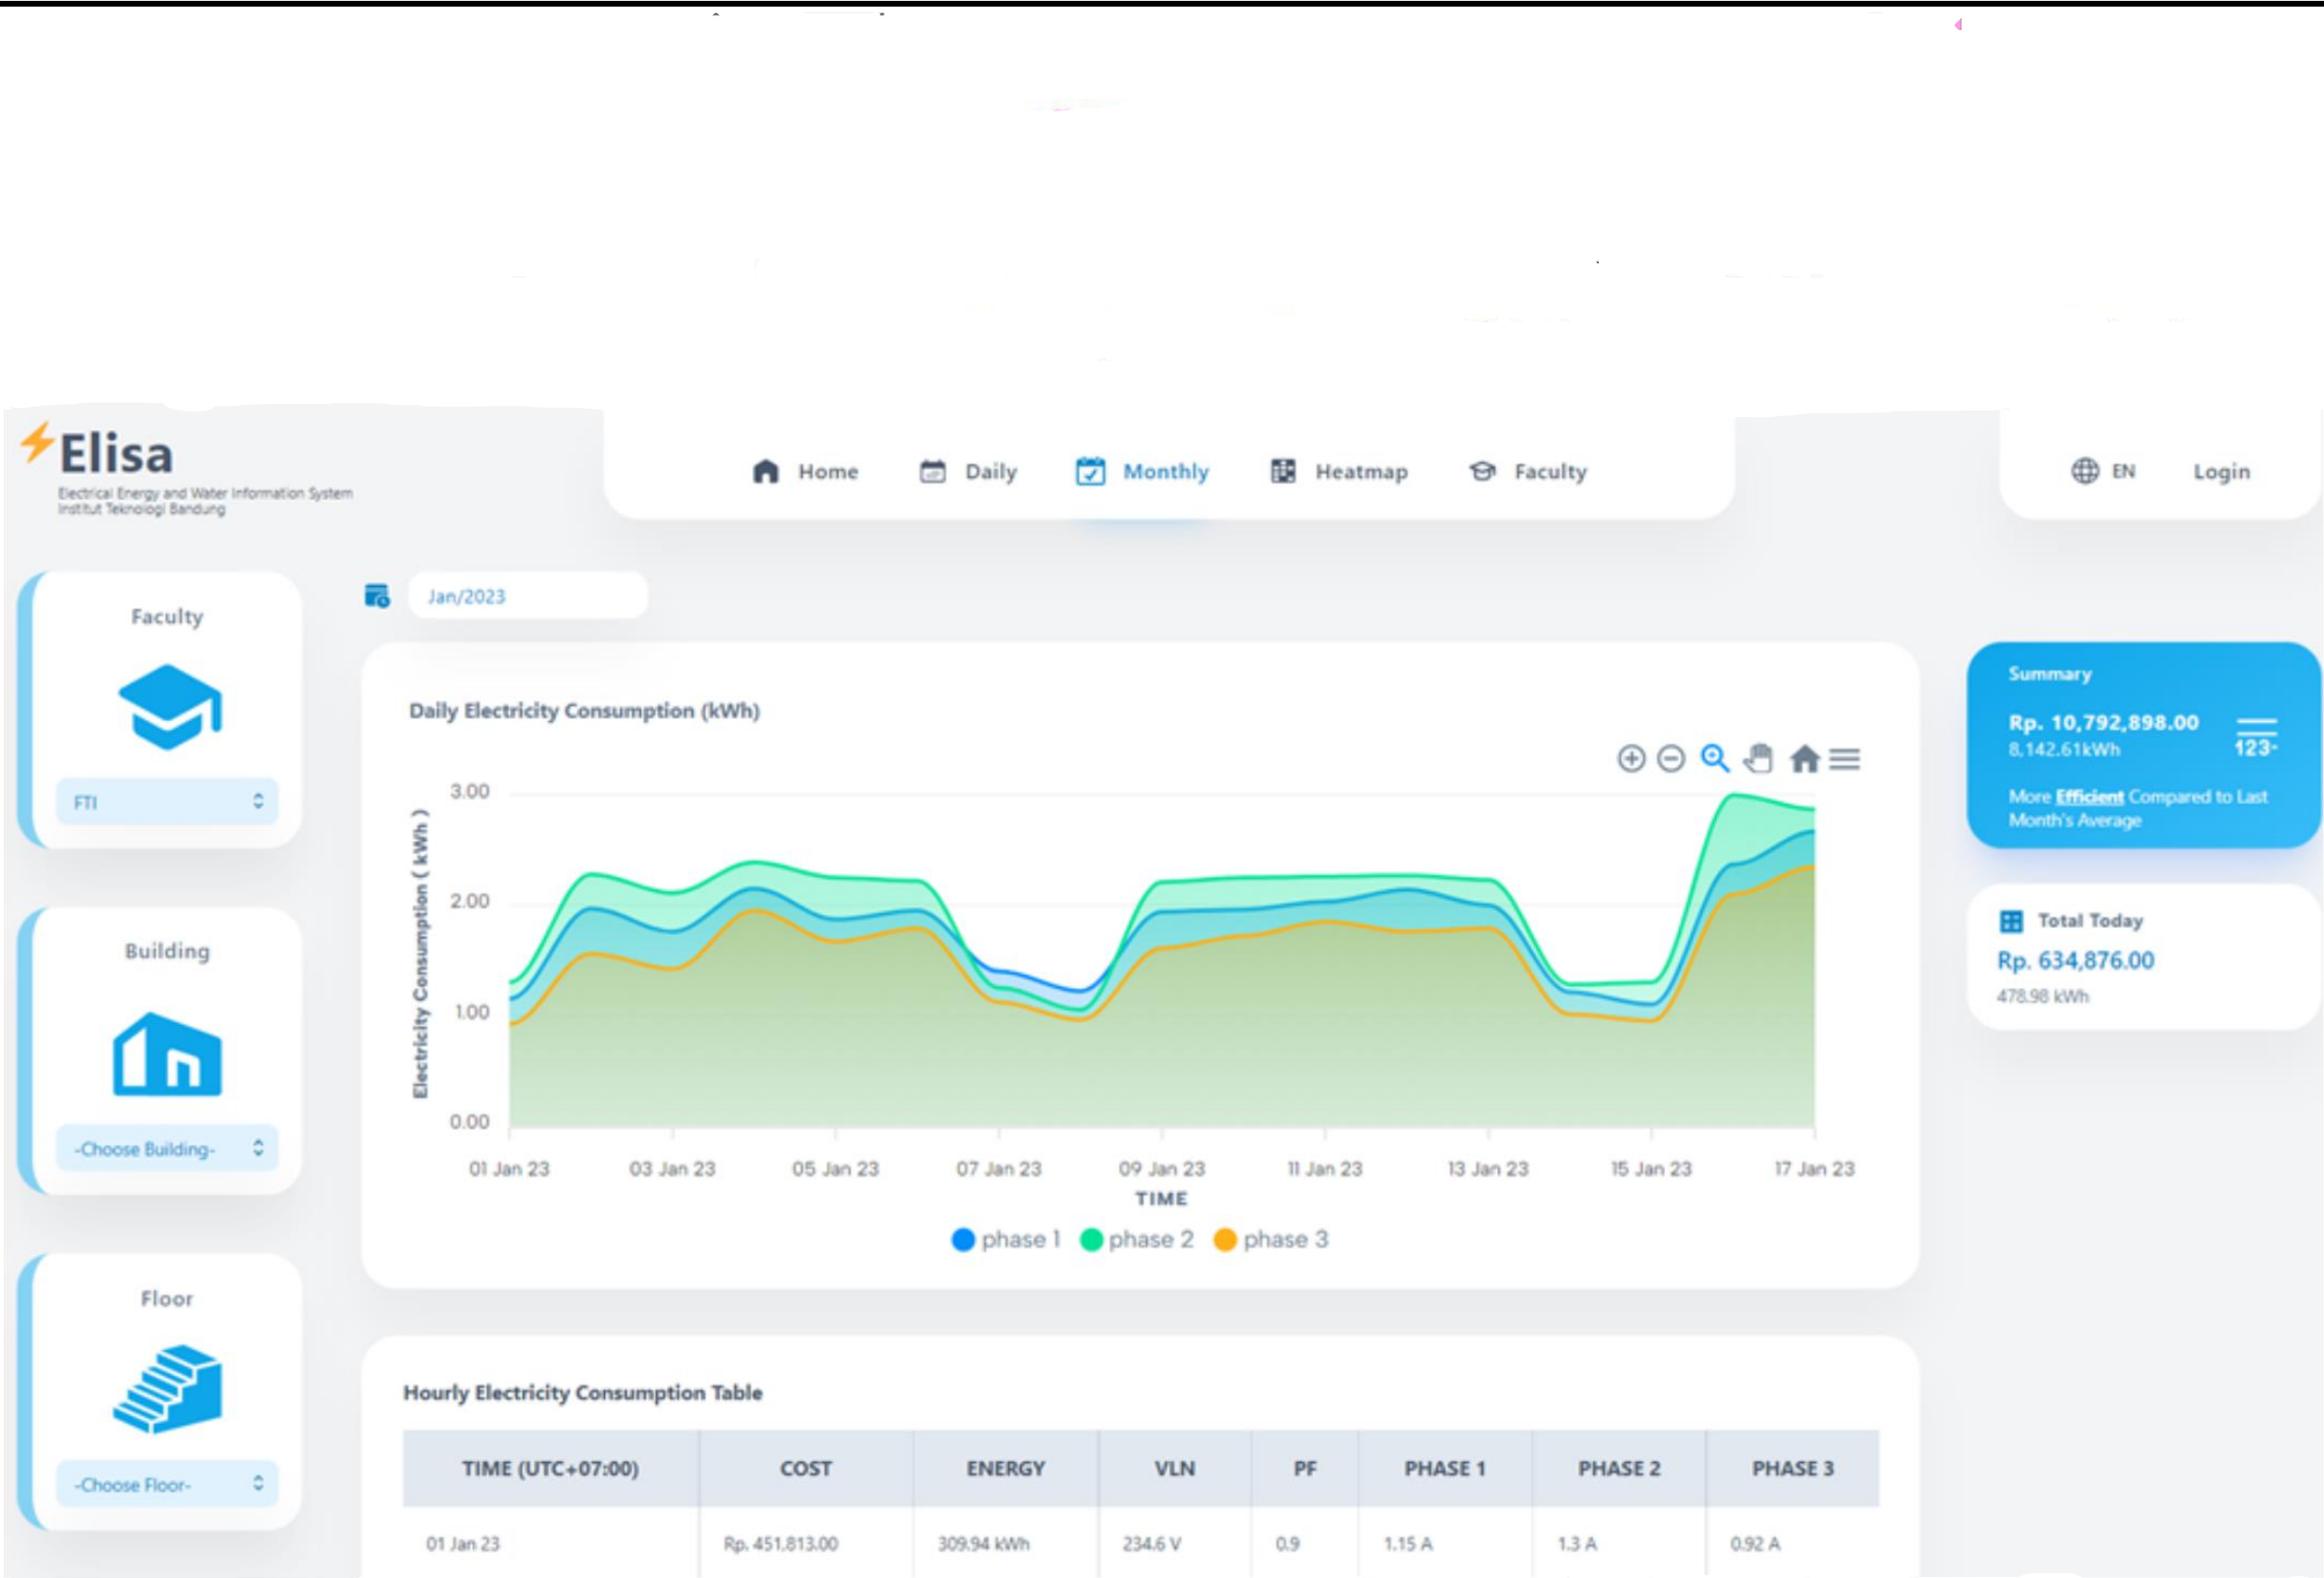 Elisa
Electrical Energy and Water Information System
Institut Teknologi Bandung
Home
Daily
Monthly
Heatmap
Faculty
EN
Login
Faculty
FTI
Building
-Choose Building-
Floor
-Choose Floor-
Jan/2023
Daily Electricity Consumption (kWh)
Electricity Consumption ( kWh )
3.00
2.00
1.00
0.00
01 Jan 23
03 Jan 23
05 Jan 23
07 Jan 23
09 Jan 23
11 Jan 23
13 Jan 23
15 Jan 23
17 Jan 23
TIME
phase 1
phase 2
phase 3
Summary
Rp. 10,792,898.00
8,142.61kWh
123-
More Efficient Compared to Last
Month's Average
Total Today
Rp. 634,876.00
478.98 kWh
Hourly Electricity Consumption Table
TIME (UTC+07:00) COST ENERGY VLN PF PHASE 1 PHASE 2 PHASE 3
01 Jan 23 Rp. 451,813.00 309.94 kWh 234.6 V 0.9 1.15 A 1.3 A 0.92 A